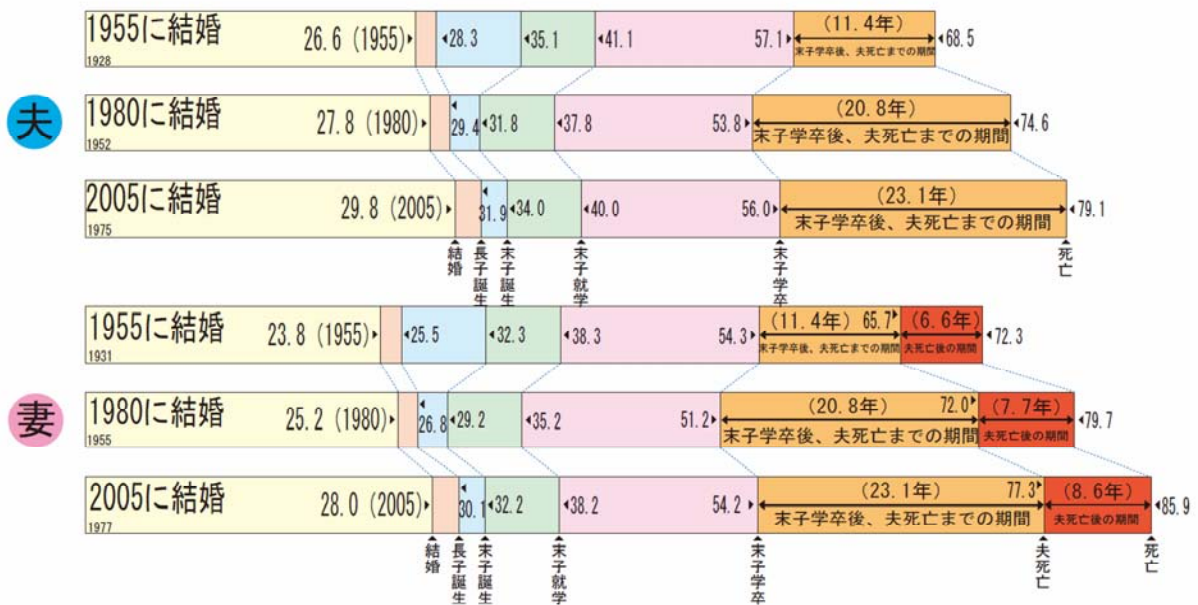 夫
1955に結婚 26.6 (1955) 28.3 35.1 41.1 57.1 (11.4年) 68.5
1928 末子学卒後、夫死亡までの期間
1980に結婚 27.8 (1980) 29.4 31.8 37.8 53.8 (20.8年) 74.6
1952 末子学卒後、夫死亡までの期間
2005に結婚 29.8 (2005) 31.9 34.0 40.0 56.0 (23.1年) 79.1
1975 末子学卒後、夫死亡までの期間
結婚
長子誕生
末子誕生
末子就学
末子学卒
死亡
妻
1955に結婚 23.8 (1955) 25.5 32.3 38.3 54.3 (11.4年) 65.7 (6.6年) 72.3
1931 末子学卒後、夫死亡までの期間 夫死亡後の期間
1980に結婚 25.2 (1980) 26.8 29.2 35.2 51.2 (20.8年) 72.0 (7.7年) 79.7
1955 末子学卒後、夫死亡までの期間 夫死亡後の期間
2005に結婚 28.0 (2005) 30.1 32.2 38.2 54.2 (23.1年) 77.3 (8.6年) 85.9
1977 末子学卒後、夫死亡までの期間 夫死亡後の期間
結婚
長子誕生
末子誕生
末子就学
末子学卒
夫死亡
死亡